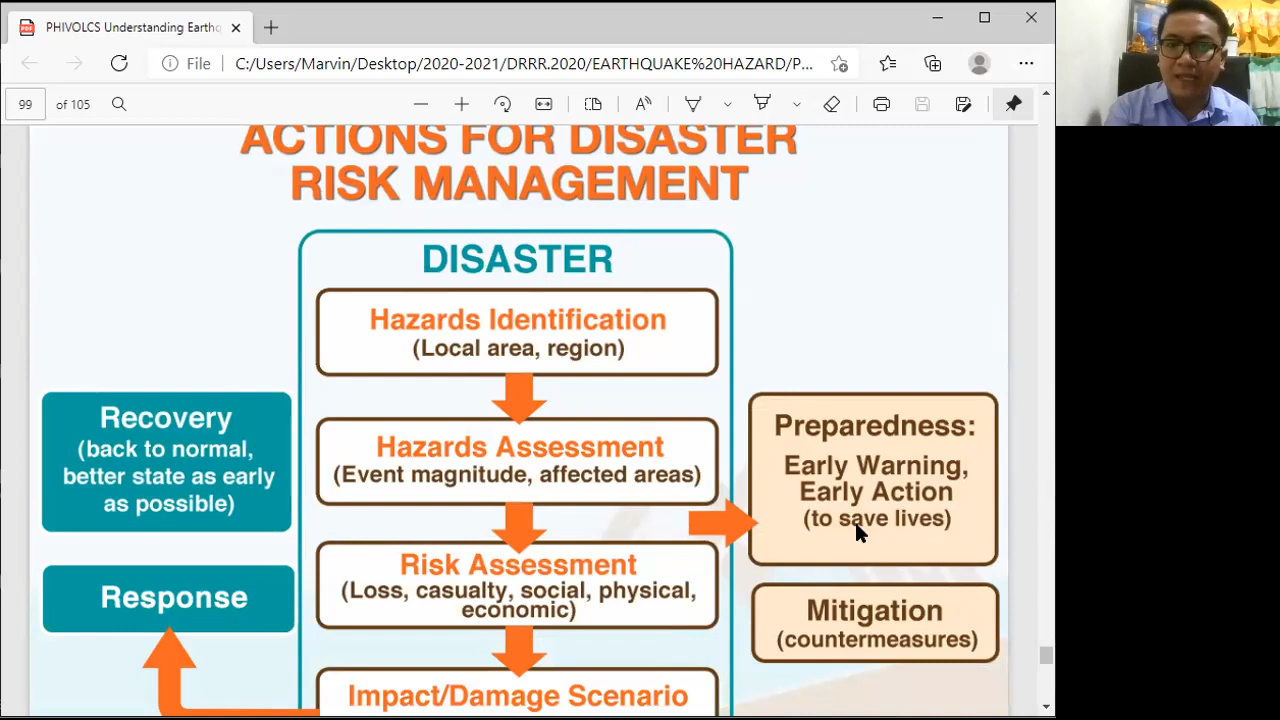 PHIVOLCS Understanding Earthq
File
C:/Users/Marvin/Desktop/2020-2021/DRRR.2020/EARTHQUAKE%20HAZARD/P...
99 of 105
ACTIONS FOR DISASTER
RISK MANAGEMENT
DISASTER
Hazards Identification
(Local area, region)
Hazards Assessment
(Event magnitude, affected areas)
Risk Assessment
(Loss, casualty, social, physical,
economic)
Impact/Damage Scenario
Recovery
(back to normal,
better state as early
as possible)
Response
Preparedness:
Early Warning,
Early Action
(to save lives)
Mitigation
(countermeasures)